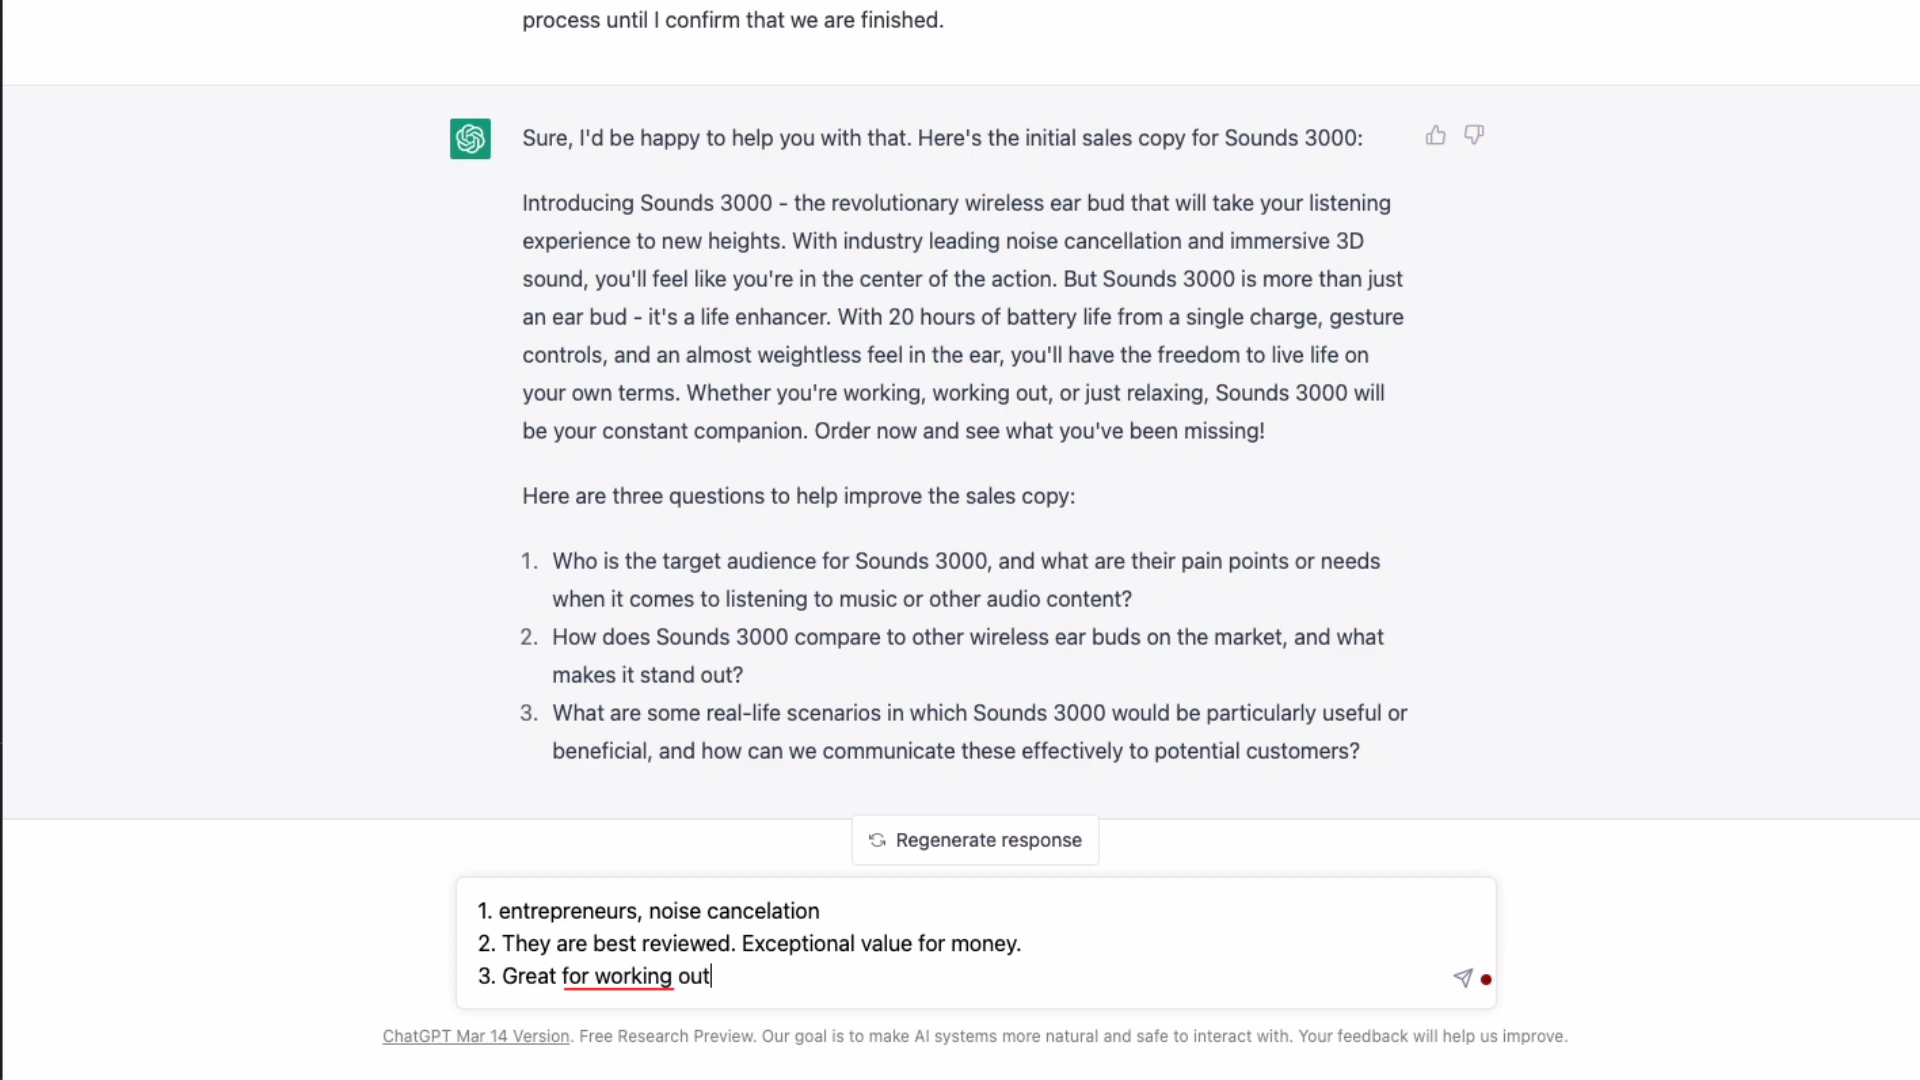 process until I confirm that we are finished.
Sure, I'd be happy to help you with that. Here's the initial sales copy for Sounds 3000:
Introducing Sounds 3000 - the revolutionary wireless ear bud that will take your listening
experience to new heights. With industry leading noise cancellation and immersive 3D
sound, you'll feel like you're in the center of the action. But Sounds 3000 is more than just
an ear bud - it's a life enhancer. With 20 hours of battery life from a single charge, gesture
controls, and an almost weightless feel in the ear, you'll have the freedom to live life on
your own terms. Whether you're working, working out, or just relaxing, Sounds 3000 will
be your constant companion. Order now and see what you've been missing!
Here are three questions to help improve the sales copy:
1. Who is the target audience for Sounds 3000, and what are their pain points or needs
when it comes to listening to music or other audio content?
2. How does Sounds 3000 compare to other wireless ear buds on the market, and what
makes it stand out?
3. What are some real-life scenarios in which Sounds 3000 would be particularly useful or
beneficial, and how can we communicate these effectively to potential customers?
Regenerate response
1. entrepreneurs, noise cancelation
2. They are best reviewed. Exceptional value for money.
3. Great for working out
ChatGPT Mar 14 Version. Free Research Preview. Our goal is to make AI systems more natural and safe to interact with. Your feedback will help us improve.